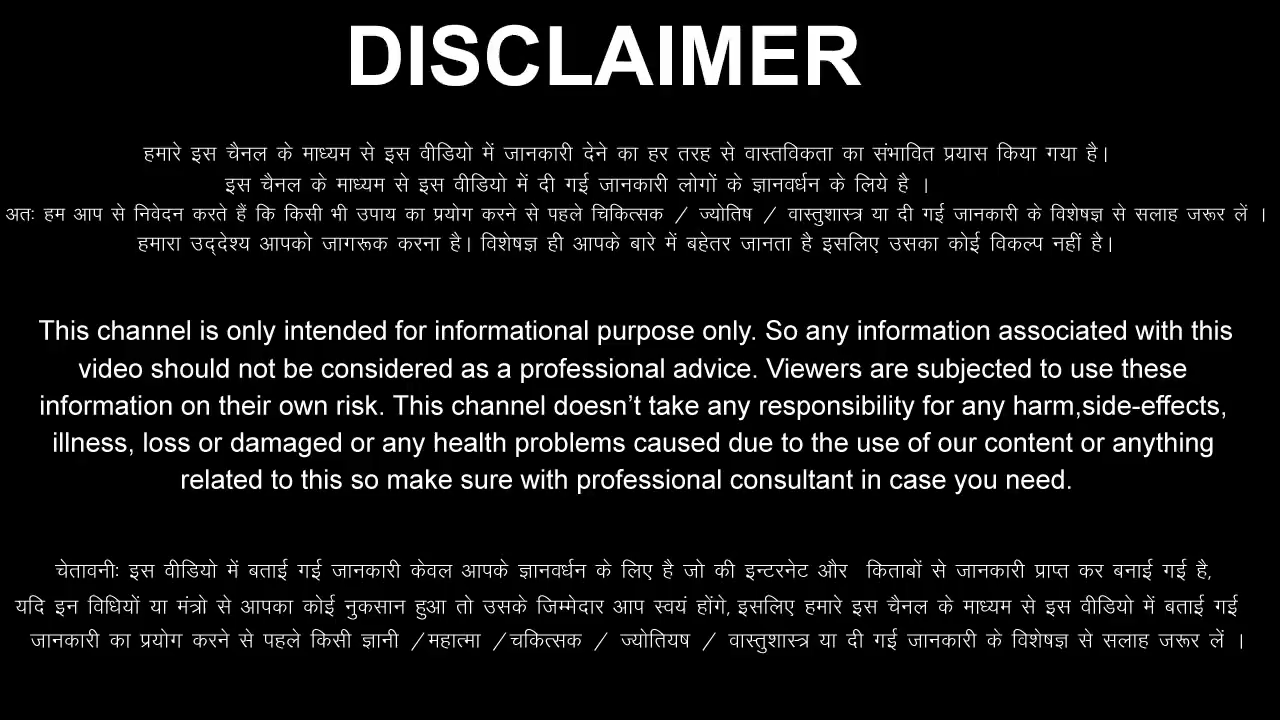 DISCLAIMER
हमारे इस चैनल के माध्यम से इस वीडियो में जानकारी देने का हर तरह से वास्तविकता का संभावित प्रयास किया गया है।
इस चैनल के माध्यम से इस वीडियो में दी गई जानकारी लोगों के ज्ञानवर्धन के लिये है ।
अतः हम आप से निवेदन करते हैं कि किसी भी उपाय का प्रयोग करने से पहले चिकित्सक / ज्योतिष / वास्तुशास्त्र या दी गई जानकारी के विशेषज्ञ से सलाह जरूर लें ।
हमारा उद्देश्य आपको जागरूक करना है। विशेषज्ञ ही आपके बारे में बहेतर जानता है इसलिए उसका कोई विकल्प नहीं है।
This channel is only intended for informational purpose only. So any information associated with this
video should not be considered as a professional advice. Viewers are subjected to use these
information on their own risk. This channel doesn’t take any responsibility for any harm,side-effects,
illness, loss or damaged or any health problems caused due to the use of our content or anything
related to this so make sure with professional consultant in case you need.
चेतावनीः इस वीडियो में बताई गई जानकारी केवल आपके ज्ञानवर्धन के लिए है जो की इन्टरनेट और किताबों से जानकारी प्राप्त कर बनाई गई है,
यदि इन विधियों या मंत्रो से आपका कोई नुकसान हुआ तो उसके जिम्मेदार आप स्वयं होंगे, इसलिए हमारे इस चैनल के माध्यम से इस वीडियो में बताई गई
जानकारी का प्रयोग करने से पहले किसी ज्ञानी /महात्मा /चकित्सक / ज्योतियष / वास्तुशास्त्र या दी गई जानकारी के विशेषज्ञ से सलाह जरूर लें ।